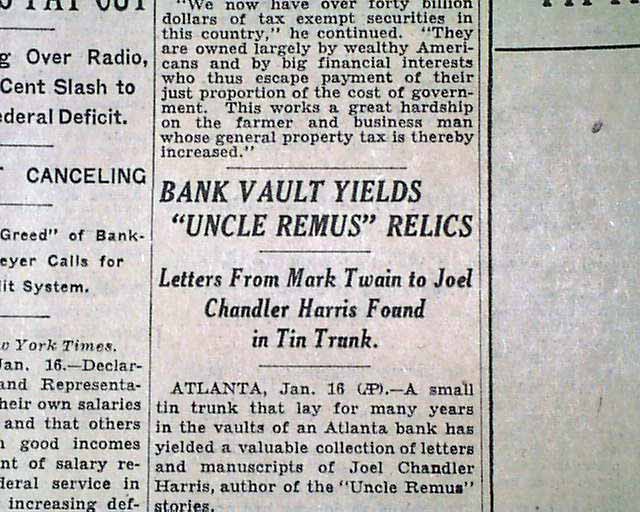 g Over Radio,
Cent Slash to
ederal Deficit.
CANCELING
Greed" of Bank-
eyer Calls for
lit System.
w York Times.
Jan. 16.—Declar-
and Representa-
heir own salaries
and that others
n good incomes
nt of salary re-
deral service in
increasing def-
"We now have over forty billion
dollars of tax exempt securities in
this country," he continued. "They
are owned largely by wealthy Ameri-
cans and by big financial interests
who thus escape payment of their
just proportion of the cost of govern-
ment. This works a great hardship
on the farmer and business man
whose general property tax is thereby
increased."
BANK VAULT YIELDS
"UNCLE REMUS" RELICS
Letters From Mark Twain to Joel
Chandler Harris Found
in Tin Trunk.
ATLANTA, Jan. 16 (AP).—A small
tin trunk that lay for many years
in the vaults of an Atlanta bank has
yielded a valuable collection of letters
and manuscripts of Joel Chandler
Harris, author of the "Uncle Remus"
stories.